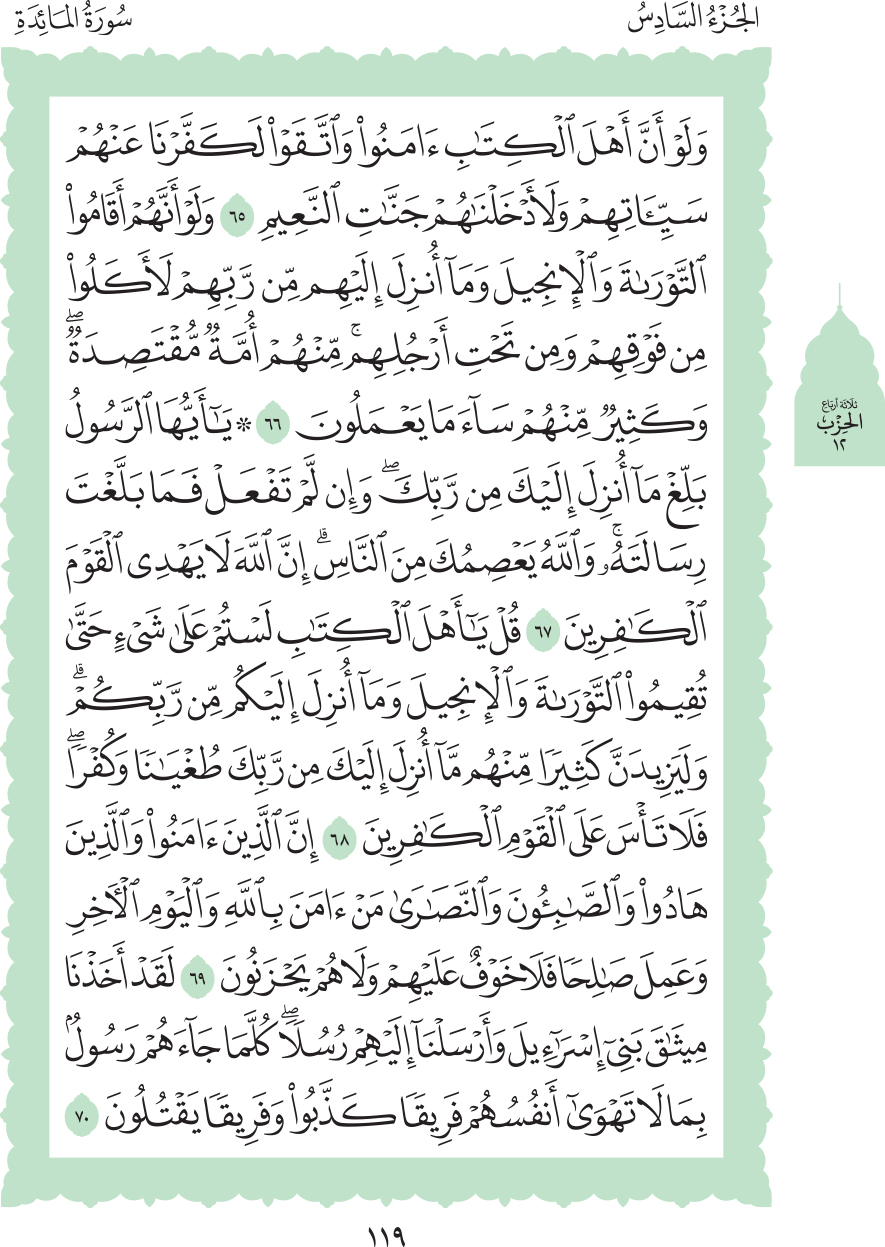 سُورَةُ المَائِدَةِ
الجُزْءُ السَّادِسُ
وَلَوۡ أَنَّ أَهۡلَ ٱلۡكِتَٰبِ ءَامَنُواْ وَٱتَّقَوۡاْ لَكَفَّرۡنَا عَنۡهُمۡ
سَيِّـَٔاتِهِمۡ وَلَأَدۡخَلۡنَٰهُمۡ جَنَّٰتِ ٱلنَّعِيمِ ٦٥ وَلَوۡ أَنَّهُمۡ أَقَامُواْ
ٱلتَّوۡرَىٰةَ وَٱلۡإِنجِيلَ وَمَآ أُنزِلَ إِلَيۡهِم مِّن رَّبِّهِمۡ لَأَكَلُواْ
مِن فَوۡقِهِمۡ وَمِن تَحۡتِ أَرۡجُلِهِمۚ مِّنۡهُمۡ أُمَّةٞ مُّقۡتَصِدَةٞۖ
وَكَثِيرٞ مِّنۡهُمۡ سَآءَ مَا يَعۡمَلُونَ ٦٦ * يَٰٓأَيُّهَا ٱلرَّسُولُ
بَلِّغۡ مَآ أُنزِلَ إِلَيۡكَ مِن رَّبِّكَۖ وَإِن لَّمۡ تَفۡعَلۡ فَمَا بَلَّغۡتَ
رِسَالَتَهُۥۚ وَٱللَّهُ يَعۡصِمُكَ مِنَ ٱلنَّاسِۗ إِنَّ ٱللَّهَ لَا يَهۡدِي ٱلۡقَوۡمَ
ٱلۡكَٰفِرِينَ ٦٧ قُلۡ يَٰٓأَهۡلَ ٱلۡكِتَٰبِ لَسۡتُمۡ عَلَىٰ شَيۡءٍ حَتَّىٰ
تُقِيمُواْ ٱلتَّوۡرَىٰةَ وَٱلۡإِنجِيلَ وَمَآ أُنزِلَ إِلَيۡكُم مِّن رَّبِّكُمۡۗ
وَلَيَزِيدَنَّ كَثِيرٗا مِّنۡهُم مَّآ أُنزِلَ إِلَيۡكَ مِن رَّبِّكَ طُغۡيَٰنٗا وَكُفۡرٗاۖ
فَلَا تَأۡسَ عَلَى ٱلۡقَوۡمِ ٱلۡكَٰفِرِينَ ٦٨ إِنَّ ٱلَّذِينَ ءَامَنُواْ وَٱلَّذِينَ
هَادُواْ وَٱلصَّٰبِـُٔونَ وَٱلنَّصَٰرَىٰ مَنۡ ءَامَنَ بِٱللَّهِ وَٱلۡيَوۡمِ ٱلۡأٓخِرِ
وَعَمِلَ صَٰلِحٗا فَلَا خَوۡفٌ عَلَيۡهِمۡ وَلَا هُمۡ يَحۡزَنُونَ ٦٩ لَقَدۡ أَخَذۡنَا
مِيثَٰقَ بَنِيٓ إِسۡرَٰٓءِيلَ وَأَرۡسَلۡنَآ إِلَيۡهِمۡ رُسُلٗاۖ كُلَّمَا جَآءَهُمۡ رَسُولُۢ
بِمَا لَا تَهۡوَىٰٓ أَنفُسُهُمۡ فَرِيقٗا كَذَّبُواْ وَفَرِيقٗا يَقۡتُلُونَ ٧٠
ثلاثة أرباع
الحِزْب
١٢
١١٩